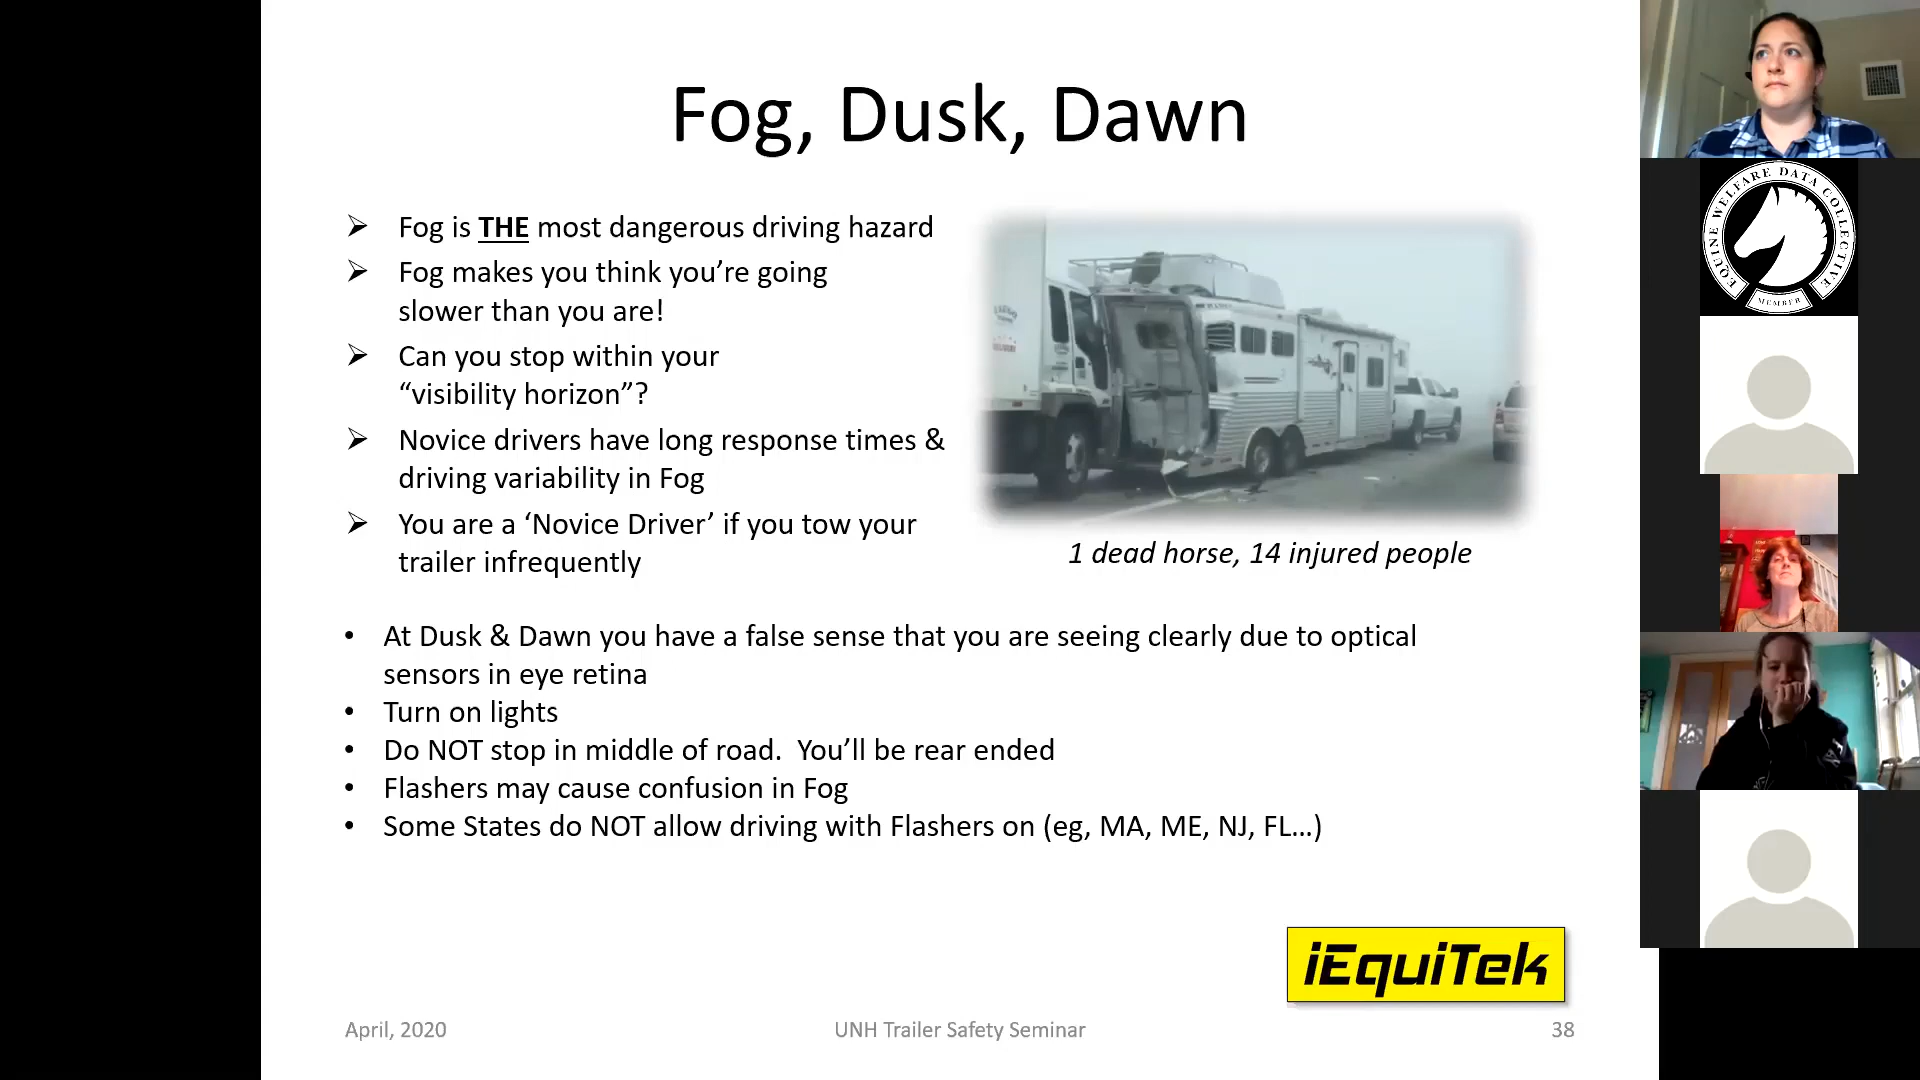 Fog, Dusk, Dawn
Fog is THE most dangerous driving hazard
Fog makes you think you’re going
slower than you are!
Can you stop within your
“visibility horizon”?
Novice drivers have long response times &
driving variability in Fog
You are a ‘Novice Driver’ if you tow your
trailer infrequently
1 dead horse, 14 injured people
At Dusk & Dawn you have a false sense that you are seeing clearly due to optical
sensors in eye retina
Turn on lights
Do NOT stop in middle of road.  You’ll be rear ended
Flashers may cause confusion in Fog
Some States do NOT allow driving with Flashers on (eg, MA, ME, NJ, FL…)
iEquiTek
April, 2020
UNH Trailer Safety Seminar
38
EQUINE WELFARE DATA COLLECTIVE
MEMBER